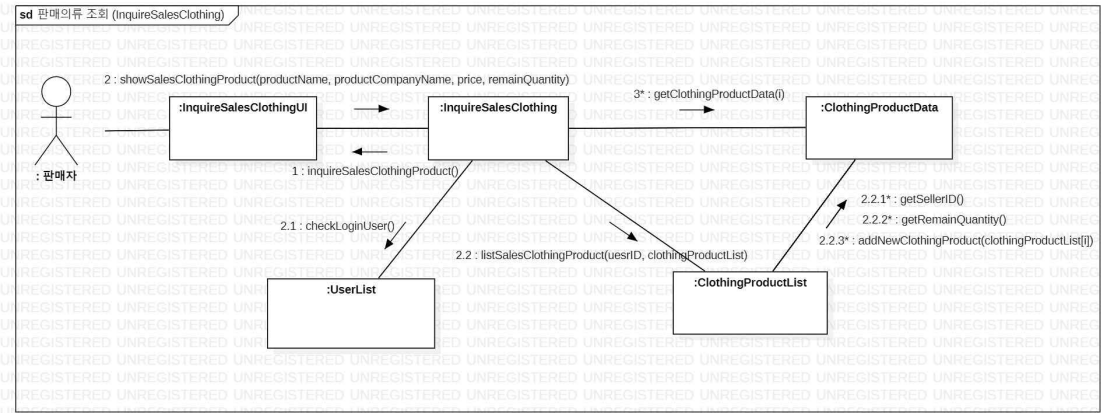 sd 판매의류 조회 (InquireSalesClothing)
2 : showSalesClothingProduct(productName, productCompanyName, price, remainQuantity)
3* : getClothingProductData(i)
:InquireSalesClothingUI
:InquireSalesClothing
:ClothingProductData
: 판매자
1 : inquireSalesClothingProduct()
2.2.1* : getSellerID()
2.2.2* : getRemainQuantity()
2.2.3* : addNewClothingProduct(clothingProductList[i])
2.1 : checkLoginUser()
2.2 : listSalesClothingProduct(uesrID, clothingProductList)
:UserList
:ClothingProductList
UNREGISTERED